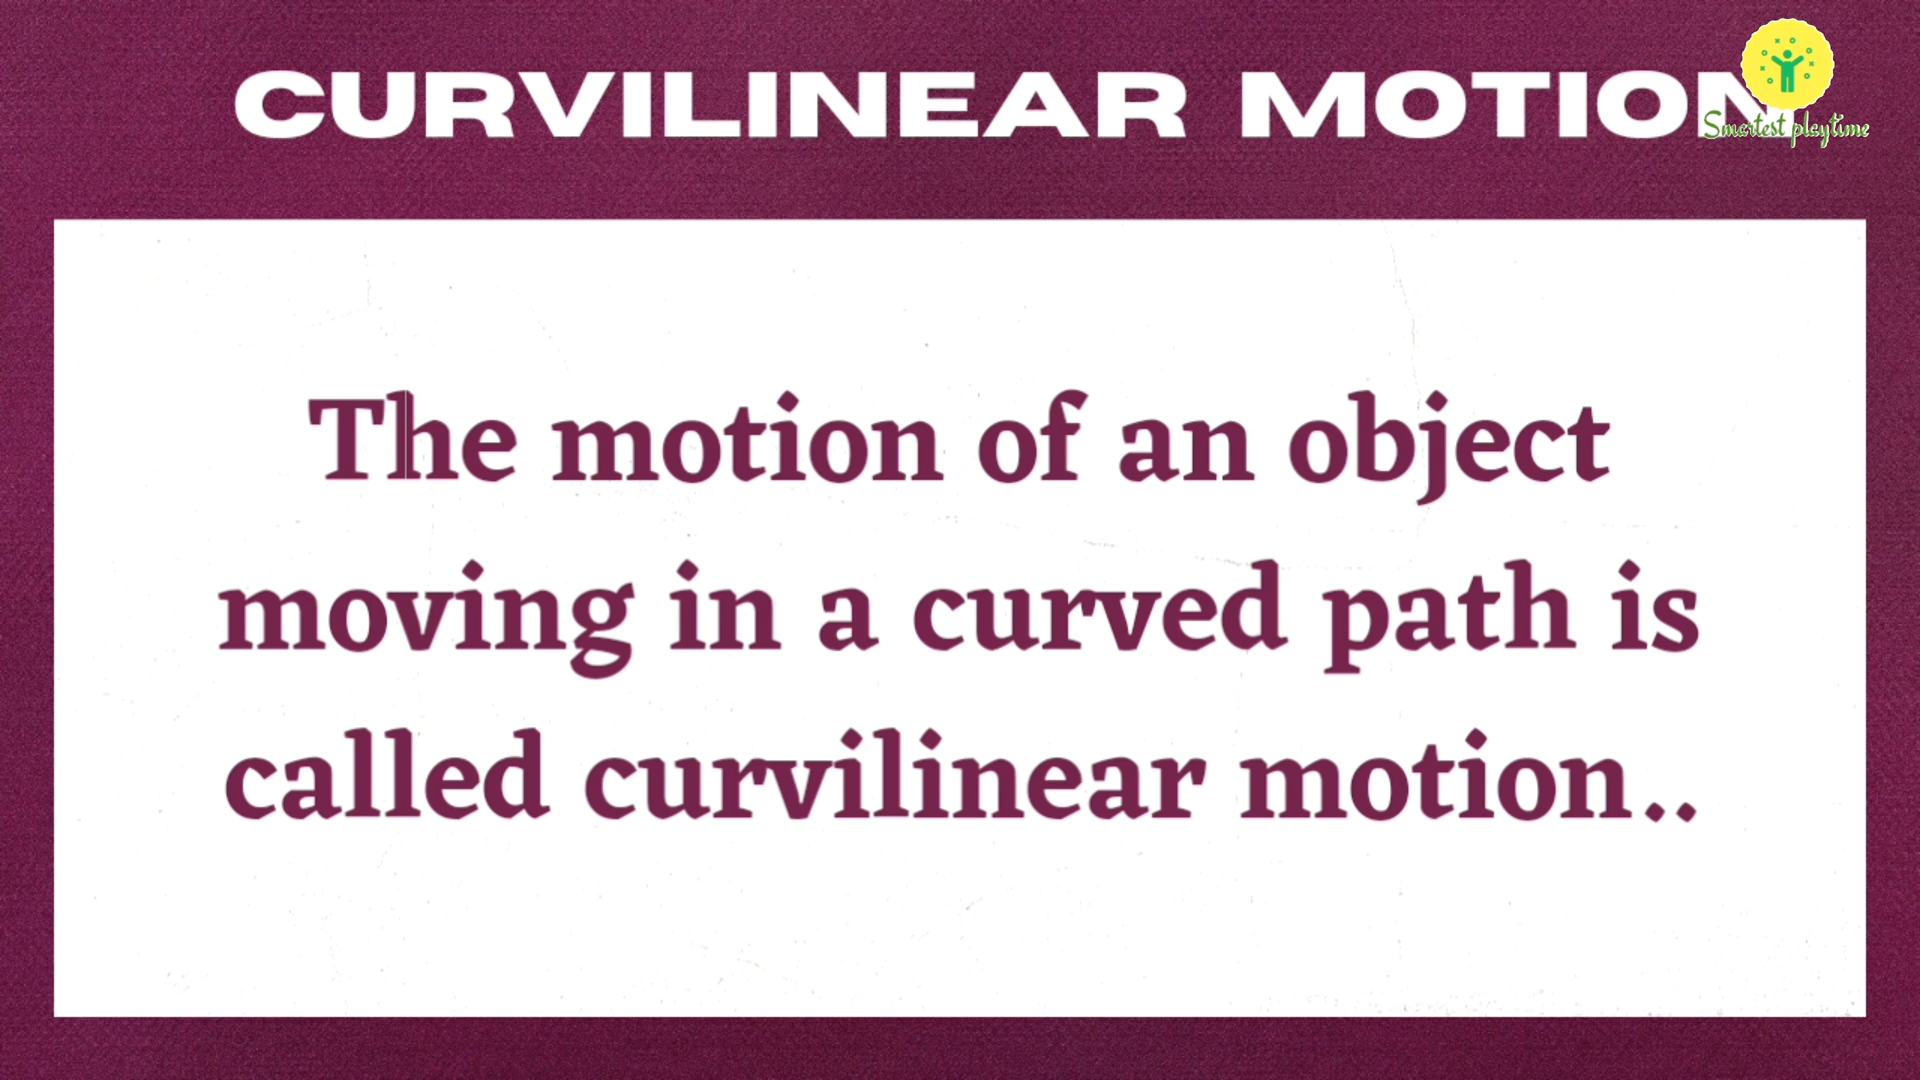 CURVILINEAR MOTION
Smartest playtime
The motion of an object
moving in a curved path is
called curvilinear motion..